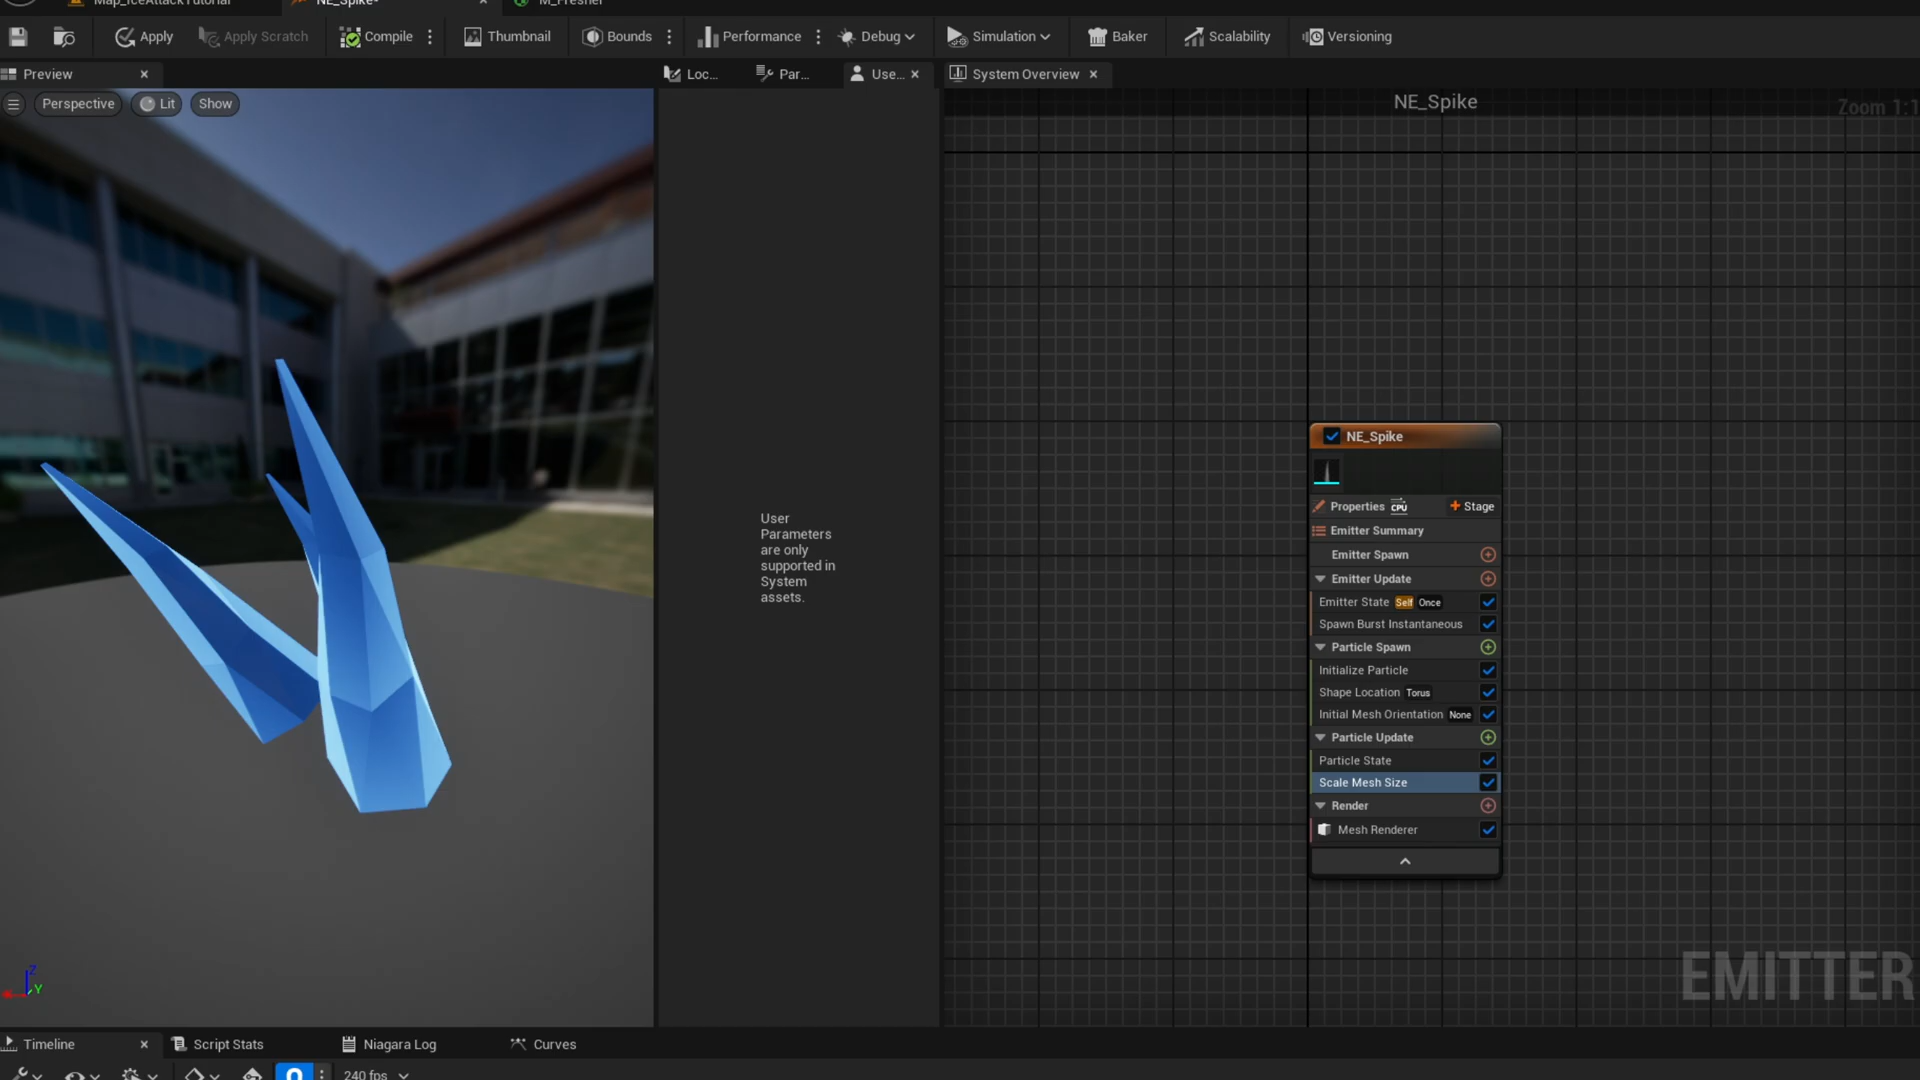 Map_IceAttackTutorial
NE_Spike*
M_Fresnel
Apply
Apply Scratch
Compile
Thumbnail
Bounds
Performance
Debug
Simulation
Baker
Scalability
Versioning
Preview
Loc...
Par...
Use...
System Overview
Perspective
Lit
Show
NE_Spike
Zoom 1:1
User
Parameters
are only
supported in
System
assets.
NE_Spike
Properties CPU
Stage
Emitter Summary
Emitter Spawn
Emitter Update
Emitter State Self Once
Spawn Burst Instantaneous
Particle Spawn
Initialize Particle
Shape Location Torus
Initial Mesh Orientation None
Particle Update
Particle State
Scale Mesh Size
Render
Mesh Renderer
EMITTER
Z
Y
Timeline
Script Stats
Niagara Log
Curves
240 fps